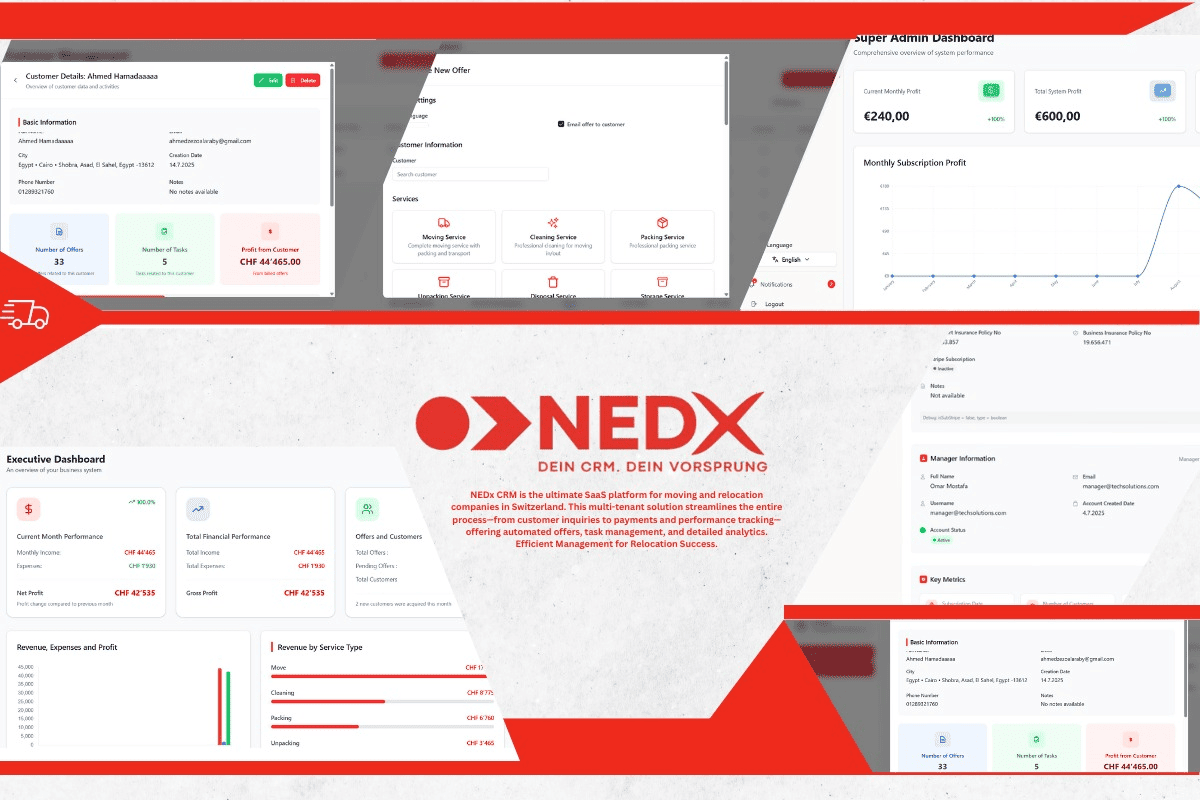 Customer Details: Ahmed Hamadaaaaa
Overview of customer data and activities
Edit
Delete
Basic Information
Ahmed Hamadaaaaa
ahmedzezoalaraby@gmail.com
City
Creation Date
Egypt • Cairo • Shobra, Asad, El Sahel, Egypt -13612
14.7.2025
Phone Number
Notes
01289321760
No notes available
Number of Offers
33
Number of Tasks
5
Tasks related to this customer
Profit from Customer
CHF 44'465.00
From billed offers
New Offer
Email offer to customer
Customer
Search customer
Services
Moving Service
Complete moving service with
packing and transport
Cleaning Service
Professional cleaning for moving
in/out
Packing Service
Professional packing service
Unpacking Service
Disposal Service
Storage Service
Super Admin Dashboard
Comprehensive overview of system performance
Current Monthly Profit
€240,00
+100%
Total System Profit
€600,00
+100%
Monthly Subscription Profit
€180
€135
€90
€45
€0
January
February
March
April
May
June
July
August
English
Notifications
Logout
NEDX
DEIN CRM. DEIN VORSPRUNG
NEDx CRM is the ultimate SaaS platform for moving and relocation
companies in Switzerland. This multi-tenant solution streamlines the entire
process—from customer inquiries to payments and performance tracking—
offering automated offers, task management, and detailed analytics.
Efficient Management for Relocation Success.
Insurance Policy No
Business Insurance Policy No
19.656.471
Subscription
Inactive
Notes
Not available
Manager Information
Manager
Full Name
Omar Mostafa
Email
manager@techsolutions.com
Username
manager@techsolutions.com
Account Created Date
4.7.2025
Account Status
Active
Key Metrics
Executive Dashboard
An overview of your business system
100.0%
Current Month Performance
Monthly Income:
CHF 44'465
Expenses:
CHF 1'930
Net Profit
CHF 42'535
Profit change compared to previous month
Total Financial Performance
Total Income
CHF 44'465
Total Expenses:
CHF 1'930
Gross Profit
CHF 42'535
Offers and Customers
Total Offers :
Pending Offers :
Total Customers
2 new customers were acquired this month
Revenue, Expenses and Profit
45,000
40,000
35,000
30,000
25,000
20,000
15,000
10,000
5,000
0
Revenue by Service Type
Move
Cleaning
CHF 8'775
Packing
CHF 6'760
Unpacking
CHF 3'465
Basic Information
Ahmed Hamadaaaaa
ahmedzezoalaraby@gmail.com
City
Creation Date
Egypt • Cairo • Shobra, Asad, El Sahel, Egypt -13612
14.7.2025
Phone Number
Notes
01289321760
No notes available
Number of Offers
33
Number of Tasks
5
Profit from Customer
CHF 44'465.00